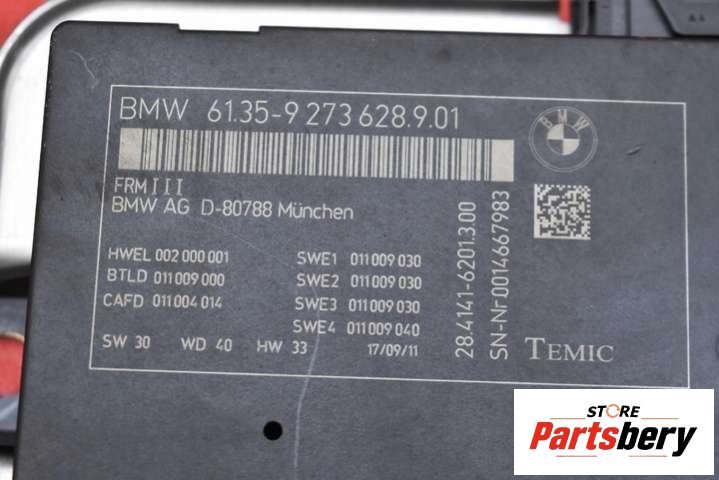 BMW 61.35-9 273 628.9.01
BMW
FRMIII
BMW AG D-80788 München
HWEL 002 000 001
BTLD 011 009 000
CAFD 011 004 014
SWE1 011 009 030
SWE2 011 009 030
SWE3 011 009 030
SWE4 011 009 040
SW 30 WD 40 HW 33 17/09/11
28.4141-6201.3 00
SN-Nr 0014667983
TEMIC
STORE
Partsbery